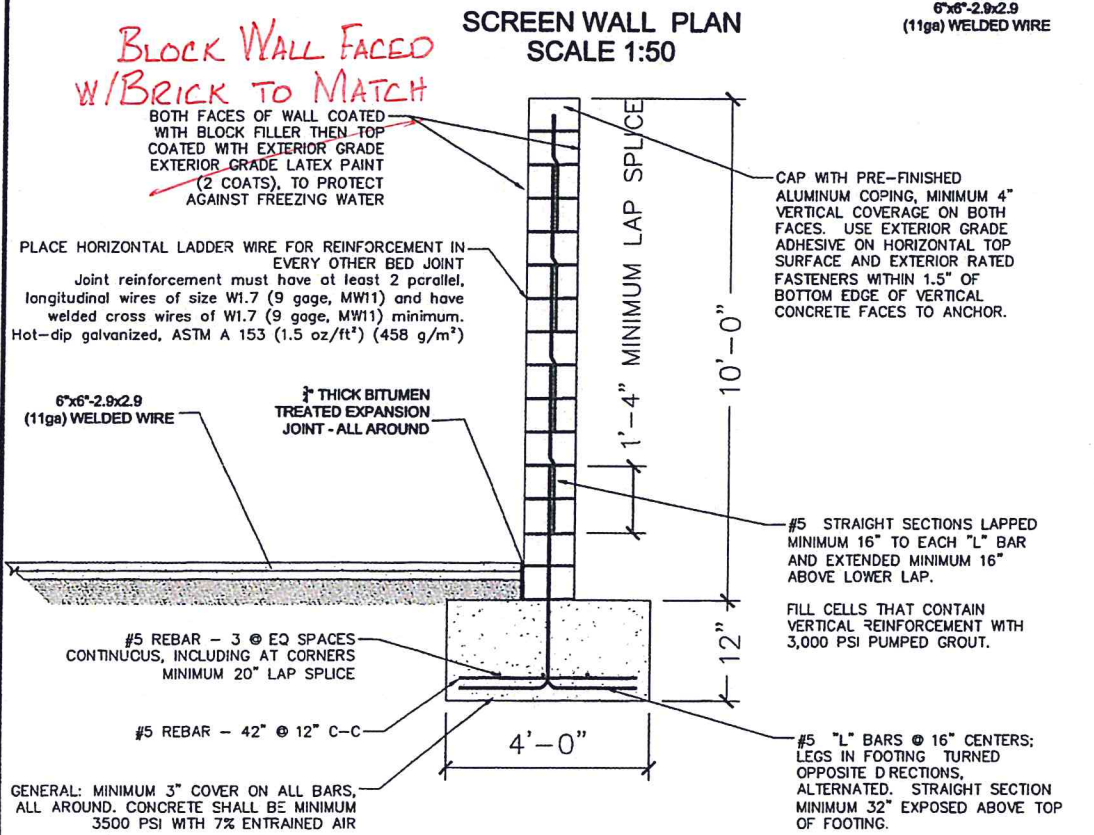 SCREEN WALL PLAN
SCALE 1:50
6"x6"-2.9x2.9
(11ga) WELDED WIRE
BLOCK WALL FACED
W/BRICK TO MATCH
BOTH FACES OF WALL COATED
WITH BLOCK FILLER THEN TOP
COATED WITH EXTERIOR GRADE
EXTERIOR GRADE LATEX PAINT
(2 COATS), TO PROTECT
AGAINST FREEZING WATER
PLACE HORIZONTAL LADDER WIRE FOR REINFORCEMENT IN
EVERY OTHER BED JOINT
Joint reinforcement must have at least 2 parallel,
longitudinal wires of size W1.7 (9 gage, MW11) and have
welded cross wires of W1.7 (9 gage, MW11) minimum.
Hot-dip galvanized, ASTM A 153 (1.5 oz/ft²) (458 g/m²)
6"x6"-2.9x2.9
(11ga) WELDED WIRE
THICK BITUMEN
TREATED EXPANSION
JOINT - ALL AROUND
1'-4" MINIMUM LAP SPLICE
10'-0"
CAP WITH PRE-FINISHED
ALUMINUM COPING, MINIMUM 4"
VERTICAL COVERAGE ON BOTH
FACES. USE EXTERIOR GRADE
ADHESIVE ON HORIZONTAL TOP
SURFACE AND EXTERIOR RATED
FASTENERS WITHIN 1.5" OF
BOTTOM EDGE OF VERTICAL
CONCRETE FACES TO ANCHOR.
#5 STRAIGHT SECTIONS LAPPED
MINIMUM 16" TO EACH "L" BAR
AND EXTENDED MINIMUM 16"
ABOVE LOWER LAP.
FILL CELLS THAT CONTAIN
VERTICAL REINFORCEMENT WITH
3,000 PSI PUMPED GROUT.
12"
#5 REBAR - 3 @ EQ SPACES
CONTINUOUS, INCLUDING AT CORNERS
MINIMUM 20" LAP SPLICE
#5 REBAR - 42" @ 12" C-C
4'-0"
GENERAL: MINIMUM 3" COVER ON ALL BARS,
ALL AROUND. CONCRETE SHALL BE MINIMUM
3500 PSI WITH 7% ENTRAINED AIR
#5 "L" BARS @ 16" CENTERS;
LEGS IN FOOTING TURNED
OPPOSITE DIRECTIONS,
ALTERNATED. STRAIGHT SECTION
MINIMUM 32" EXPOSED ABOVE TOP
OF FOOTING.